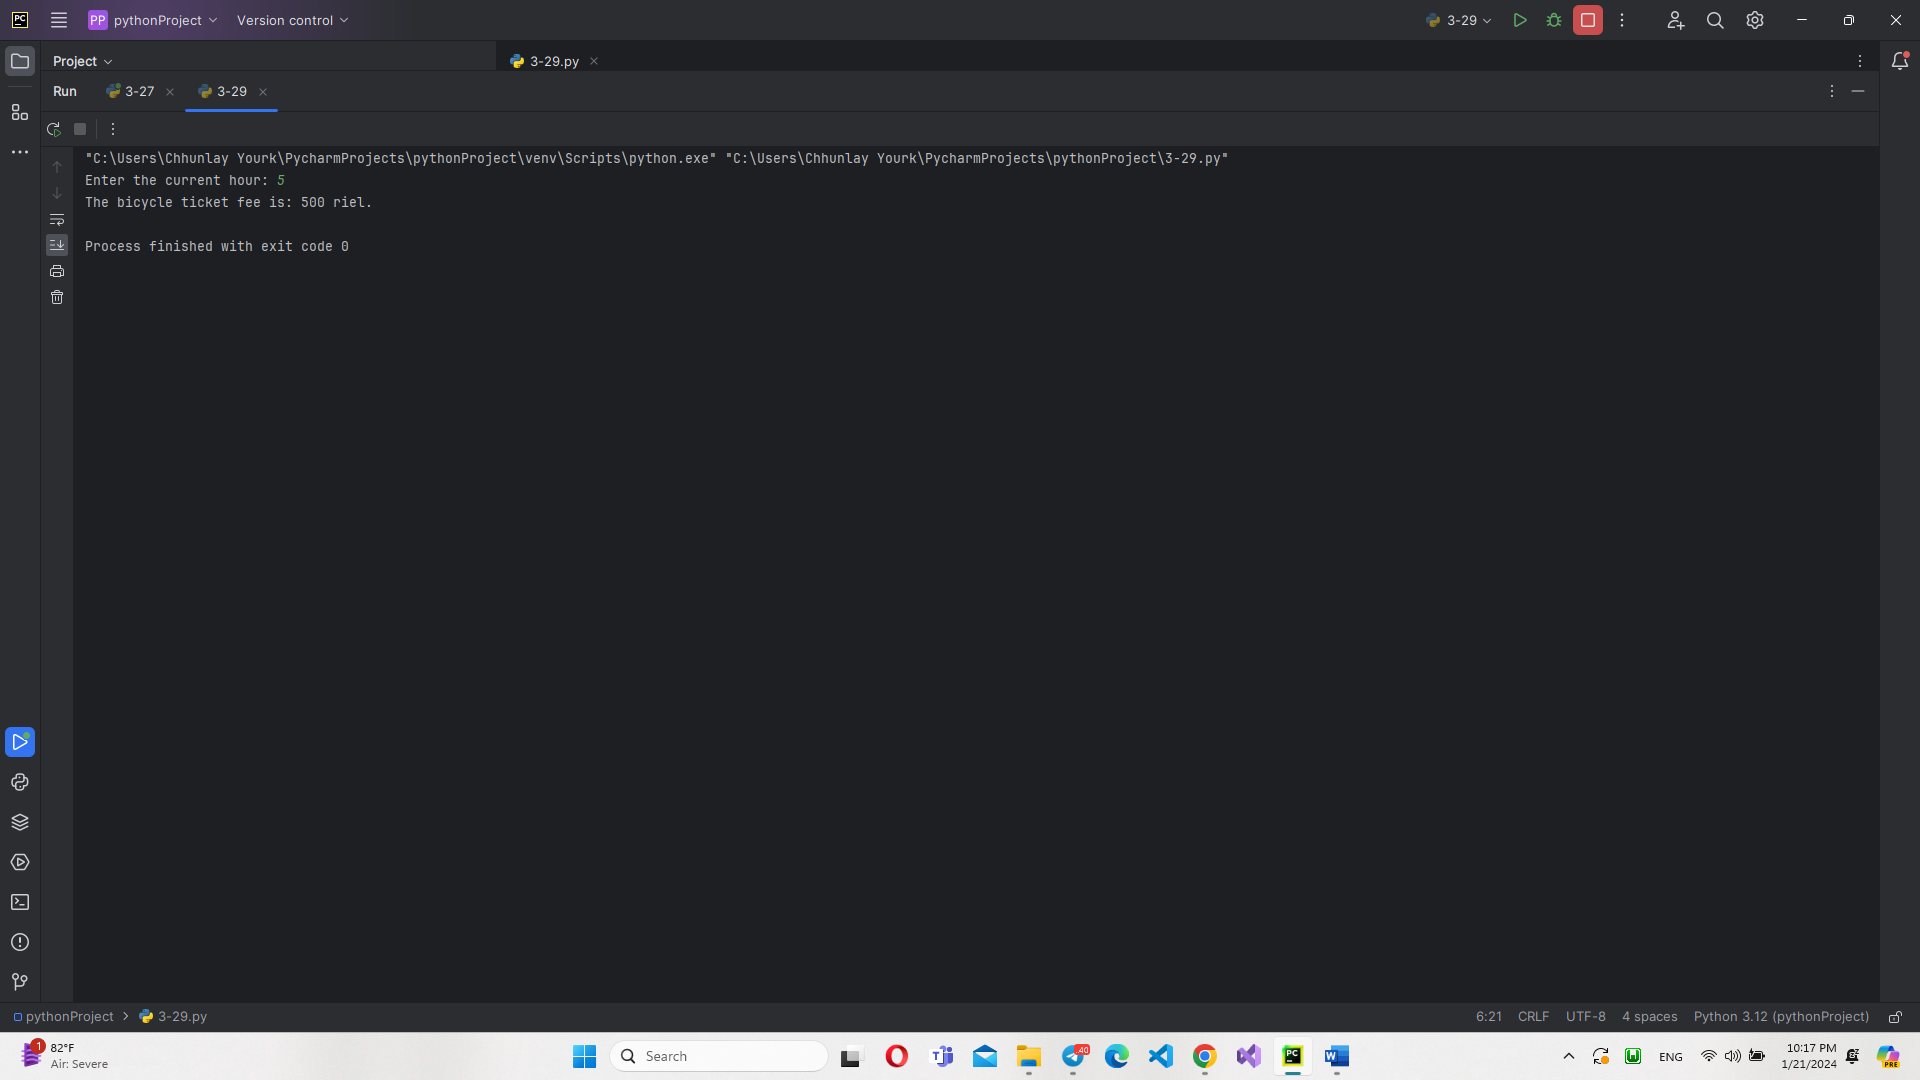 PC
PP pythonProject Version control 3-29
Project 3-29.py
Run 3-27 3-29
"C:\Users\Chhunlay Yourk\PycharmProjects\pythonProject\venv\Scripts\python.exe" "C:\Users\Chhunlay Yourk\PycharmProjects\pythonProject\3-29.py"
Enter the current hour: 5
The bicycle ticket fee is: 500 riel.
Process finished with exit code 0
pythonProject 3-29.py 6:21 CRLF UTF-8 4 spaces Python 3.12 (pythonProject)
1 82°F
Air: Severe
Search
40
PC
ENG
10:17 PM
1/21/2024
PRE